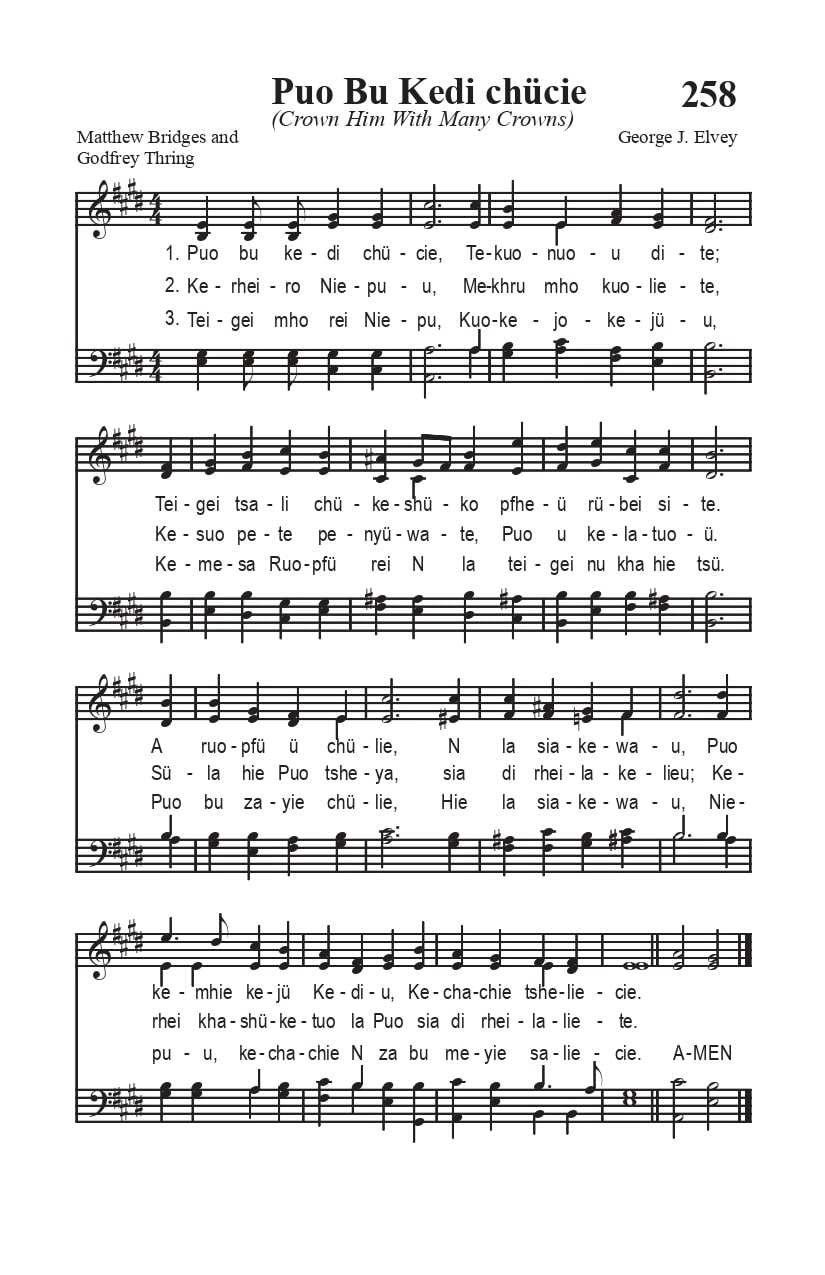 Puo Bu Kedi chücie 258
(Crown Him With Many Crowns)
Matthew Bridges and George J. Elvey
Godfrey Thring
1. Puo bu ke - di chü - cie, Te - kuo - nuo - u di - te;
2. Ke - rhei - ro Nie - pu - u, Me - khru mho kuo - lie - te,
3. Tei - gei mho rei Nie - pu, Kuo - ke - jo - ke - jü - u,
Tei - gei tsa - li chü - ke - shü - ko pfhe - ü rü - bei si - te.
Ke - suo pe - te pe - nyü - wa - te, Puo u ke - la - tuo - ü.
Ke - me - sa Ruo - pfü rei N la tei - gei nu kha hie tsü.
A ruo - pfü ü chü - lie, N la sia - ke - wa - u, Puo
Sü - la hie Puo tshe - ya, sia di rhei - la - ke - lieu; Ke -
Puo bu za - yie chü - lie, Hie la sia - ke - wa - u, Nie -
ke - mhie ke - jü Ke - di - u, Ke - cha - chie tshe - lie - cie.
rhei kha - shü - ke - tuo la Puo sia di rhei - la - lie - te.
pu - u, ke - cha - chie N za bu me - yie sa - lie - cie. A - MEN